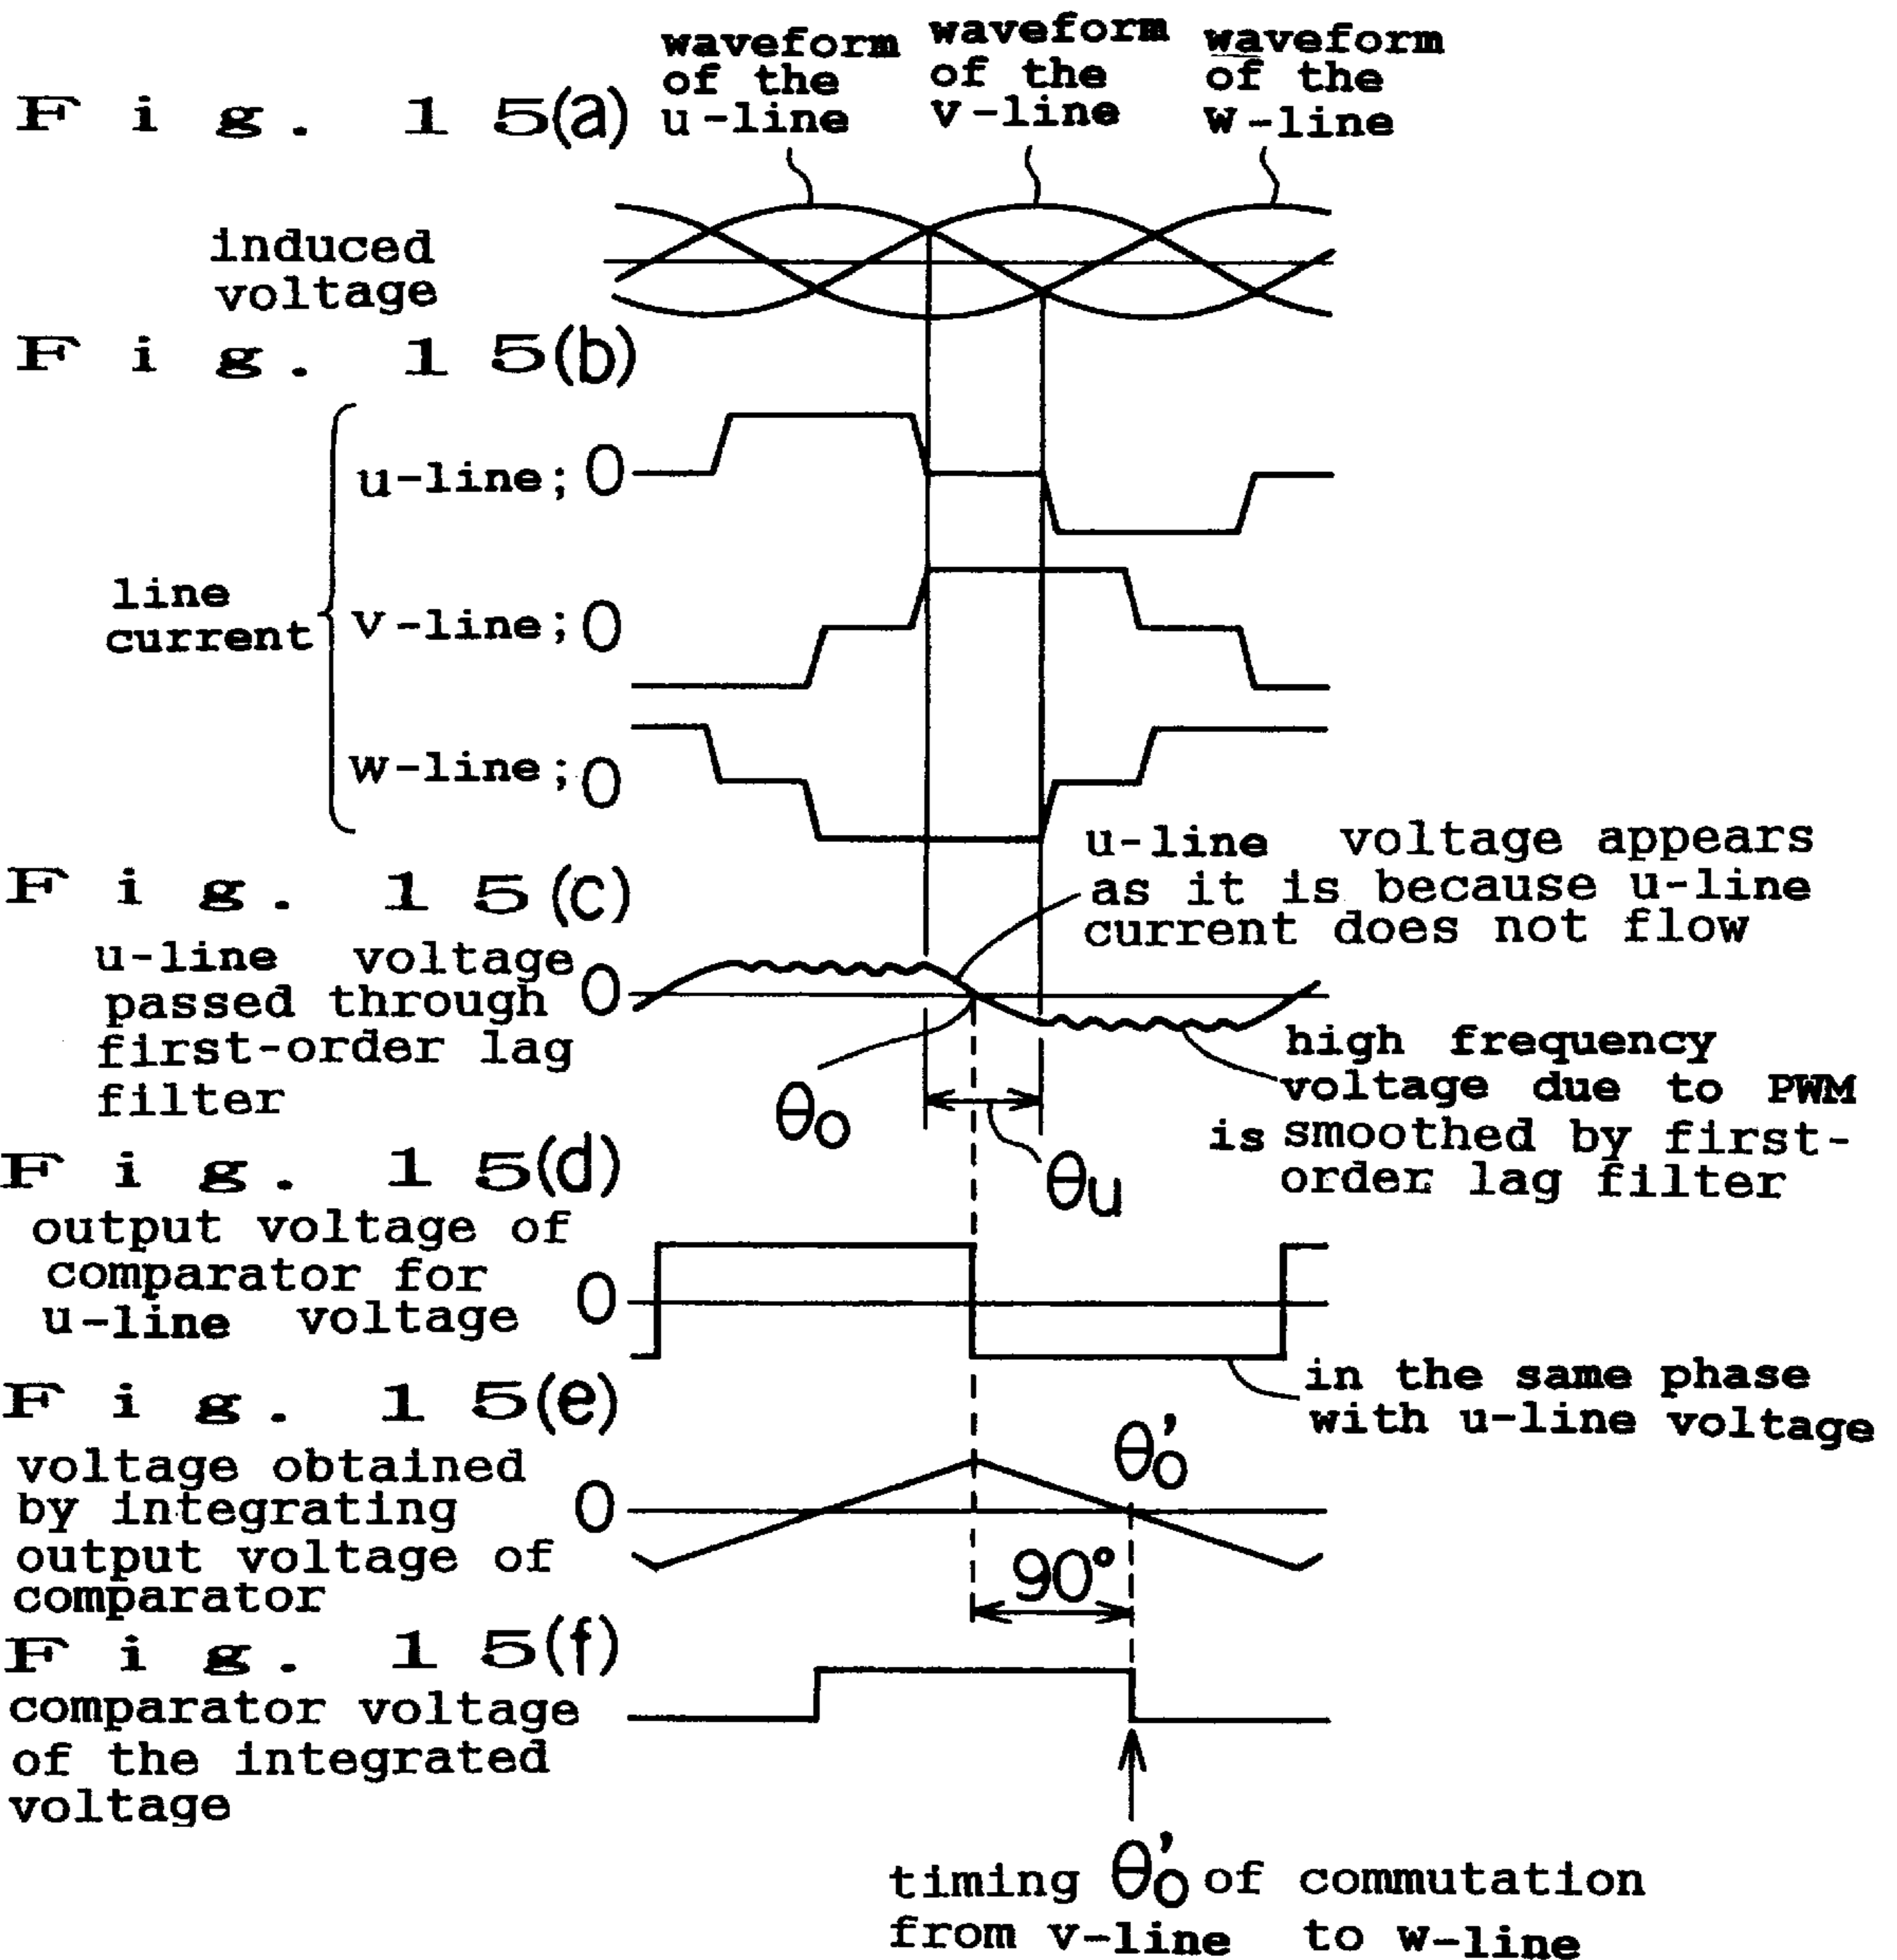 Fig. 15(a)
waveform
of the
u-line
waveform
of the
v-line
waveform
of the
w-line
induced
voltage
Fig. 15(b)
line
current
u-line; 0
v-line; 0
w-line; 0
Fig. 15(c)
u-line voltage
passed through
first-order lag
filter
0
u-line voltage appears
as it is because u-line
current does not flow
θo
θu
high frequency
voltage due to PWM
is smoothed by first-
order lag filter
Fig. 15(d)
output voltage of
comparator for
u-line voltage
0
in the same phase
with u-line voltage
Fig. 15(e)
voltage obtained
by integrating
output voltage of
comparator
0
θ'o
90°
Fig. 15(f)
comparator voltage
of the integrated
voltage
timing θ'o of commutation
from v-line to w-line